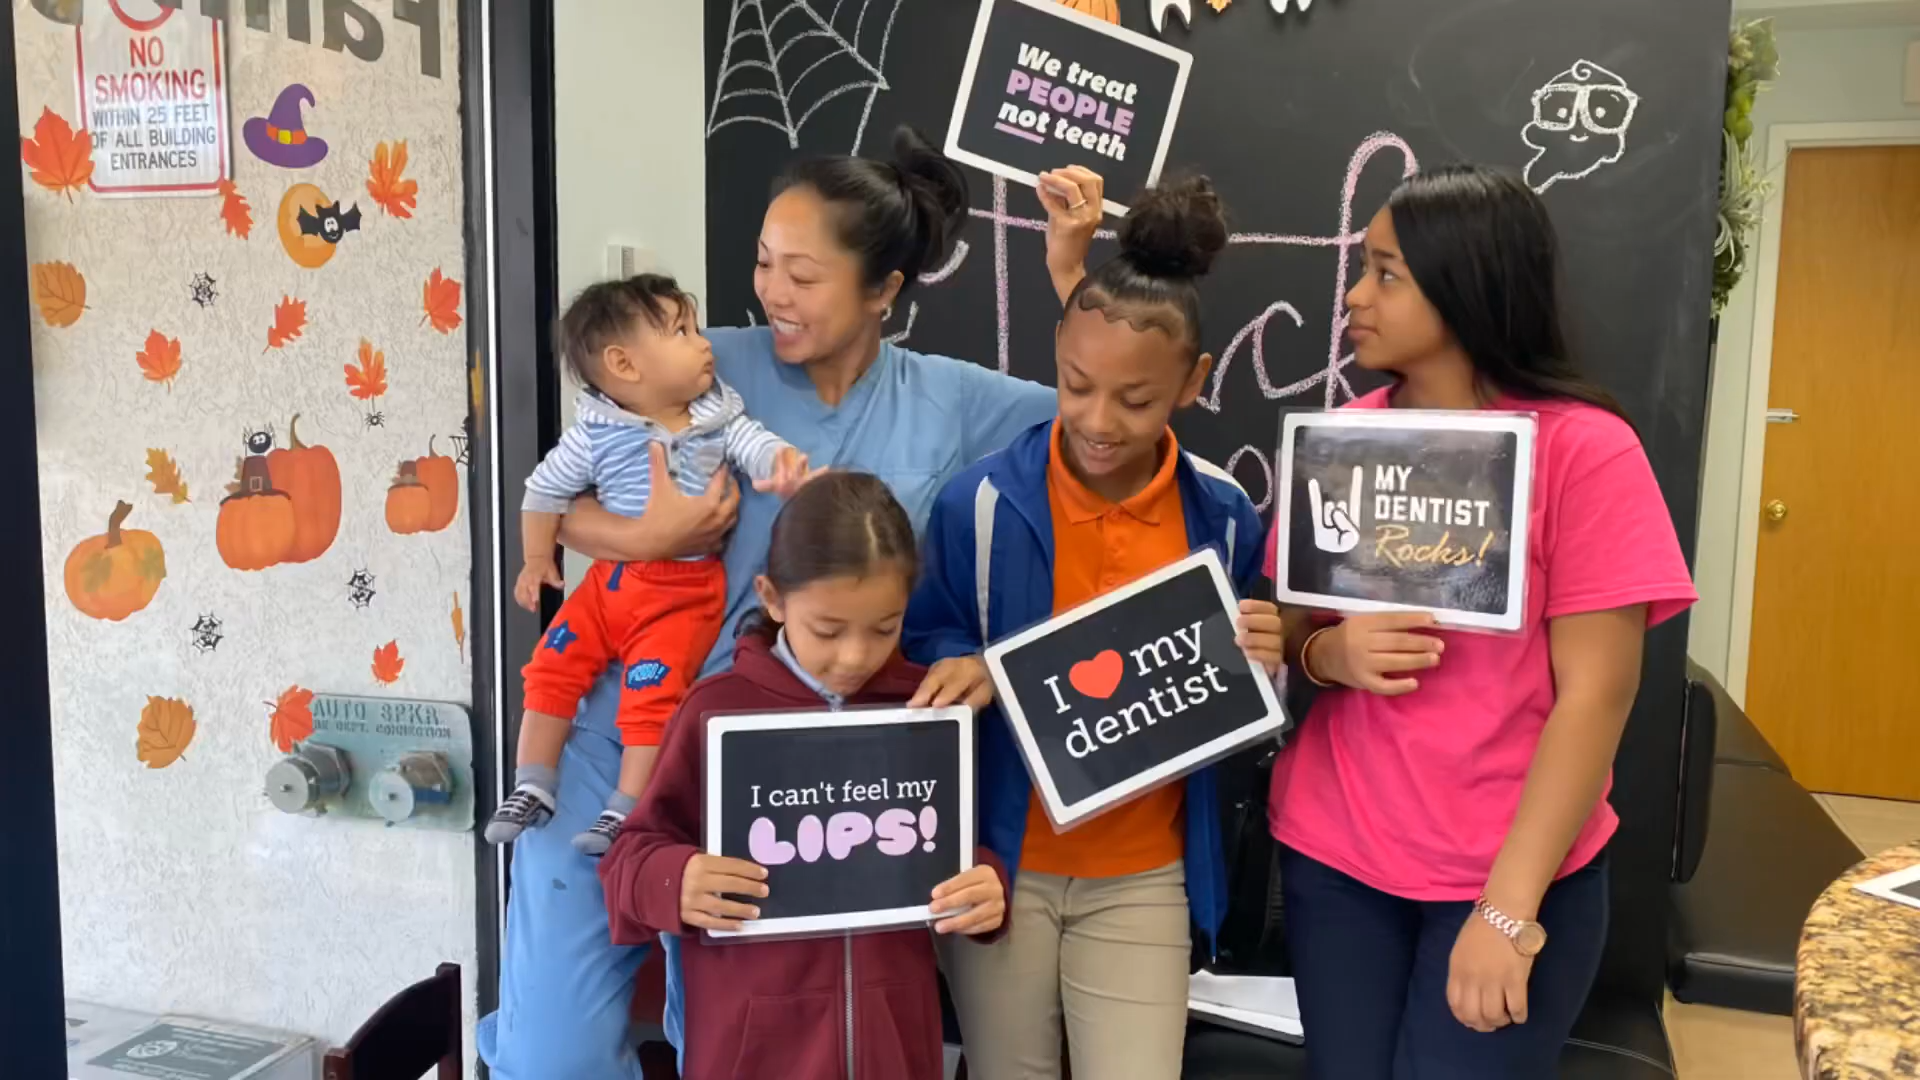 NO
SMOKING
WITHIN 25 FEET
OF ALL BUILDING
ENTRANCES
We treat
PEOPLE
not teeth
MY
DENTIST
Rocks!
I ❤ my
dentist
I can't feel my
LIPS!
AUTO SPKR